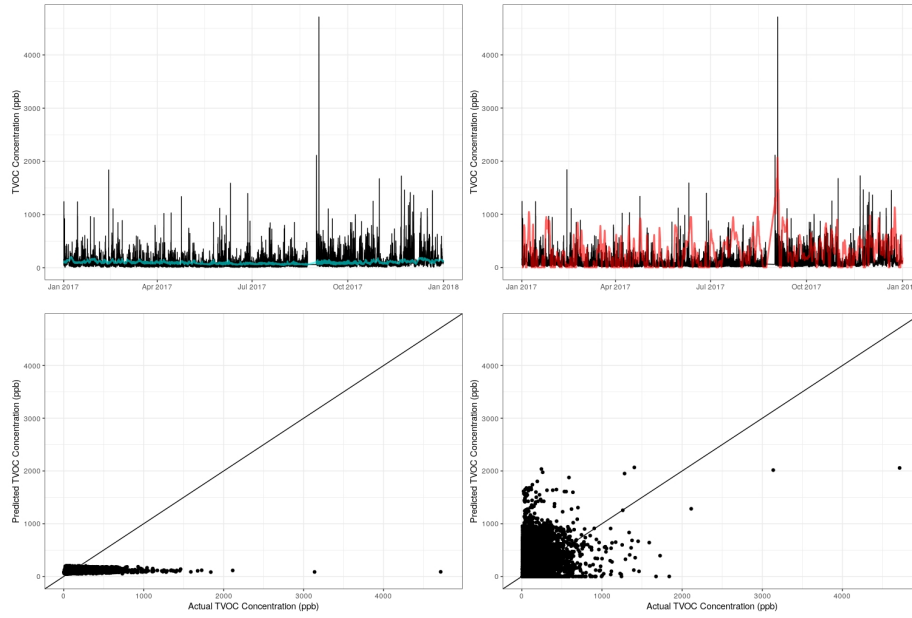 TVOC Concentration (ppb)
4000
3000
2000
1000
0
Jan 2017
Apr 2017
Jul 2017
Oct 2017
Jan 2018
TVOC Concentration (ppb)
4000
3000
2000
1000
0
Jan 2017
Apr 2017
Jul 2017
Oct 2017
Jan 201
Predicted TVOC Concentration (ppb)
4000
3000
2000
1000
0
0
1000
2000
3000
4000
Actual TVOC Concentration (ppb)
Predicted TVOC Concentration (ppb)
4000
3000
2000
1000
0
0
1000
2000
3000
4000
Actual TVOC Concentration (ppb)